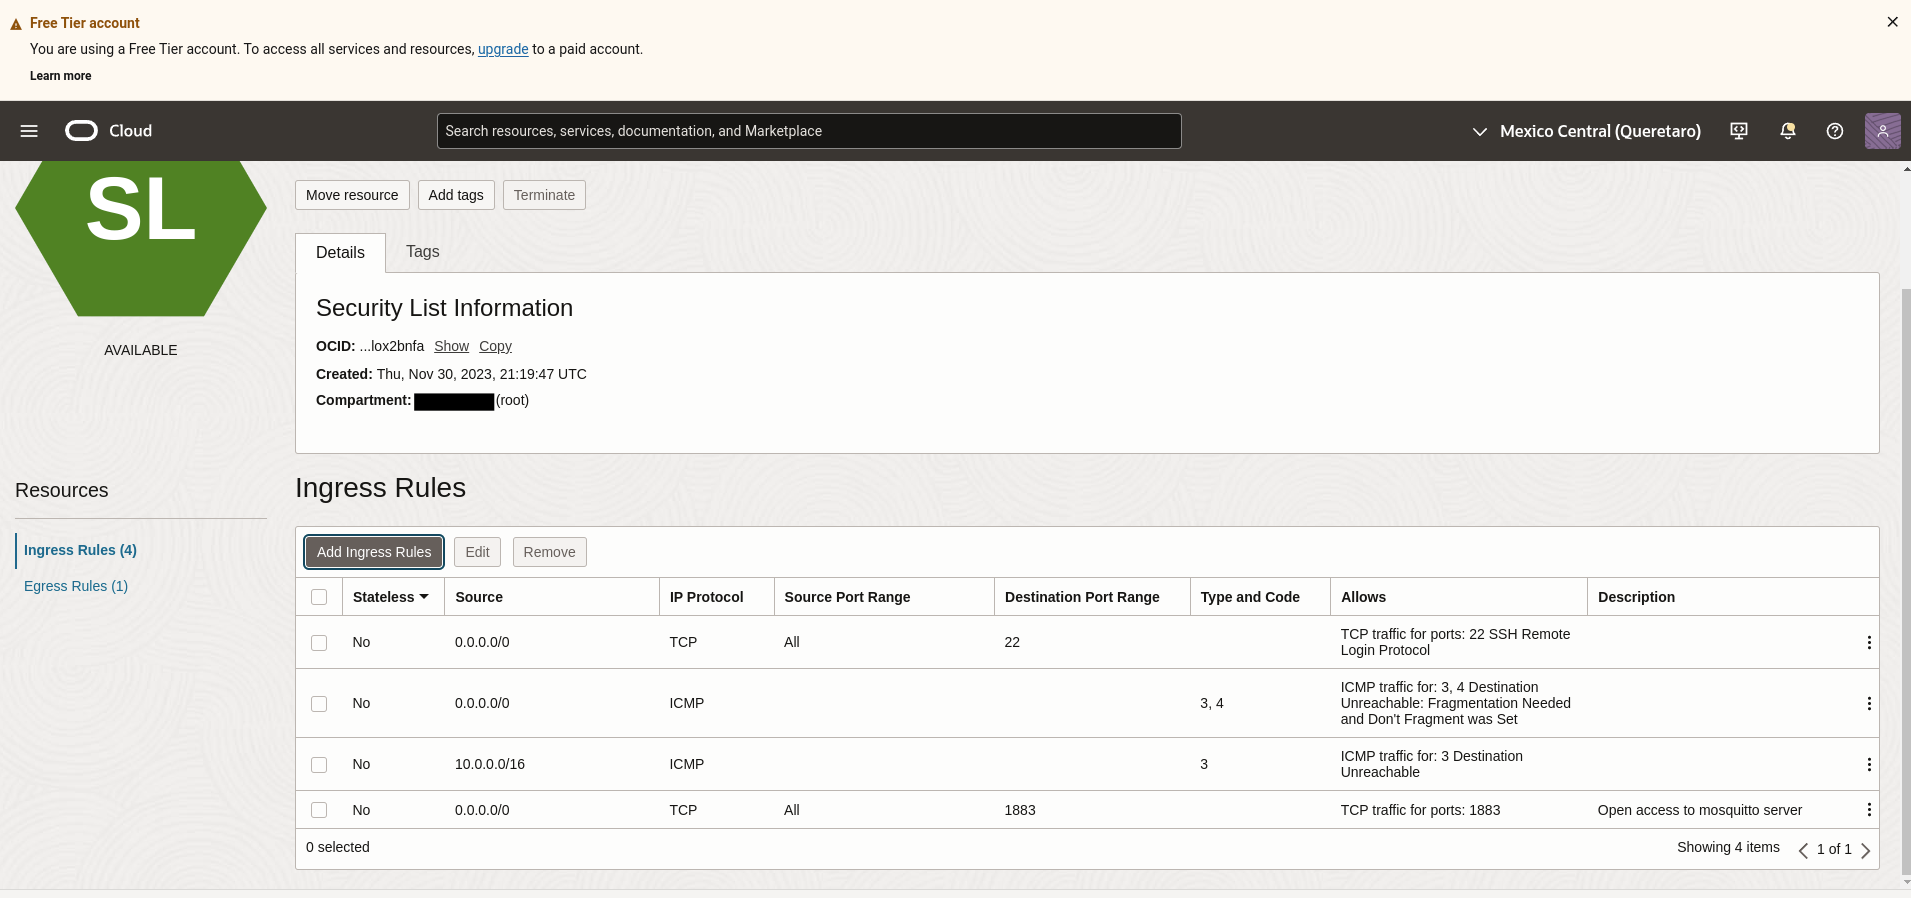 Free Tier account
You are using a Free Tier account. To access all services and resources, upgrade to a paid account.
Learn more
Cloud
Search resources, services, documentation, and Marketplace
Mexico Central (Queretaro)
SL
AVAILABLE
Move resource Add tags Terminate
Details Tags
Security List Information
OCID: ...lox2bnfa Show Copy
Created: Thu, Nov 30, 2023, 21:19:47 UTC
Compartment: (root)
Resources
Ingress Rules (4)
Egress Rules (1)
Ingress Rules
Add Ingress Rules Edit Remove
Stateless Source IP Protocol Source Port Range Destination Port Range Type and Code Allows Description
No 0.0.0.0/0 TCP All 22 TCP traffic for ports: 22 SSH Remote
Login Protocol
No 0.0.0.0/0 ICMP 3, 4 ICMP traffic for: 3, 4 Destination
Unreachable: Fragmentation Needed
and Don't Fragment was Set
No 10.0.0.0/16 ICMP 3 ICMP traffic for: 3 Destination
Unreachable
No 0.0.0.0/0 TCP All 1883 TCP traffic for ports: 1883 Open access to mosquitto server
0 selected
Showing 4 items 1 of 1